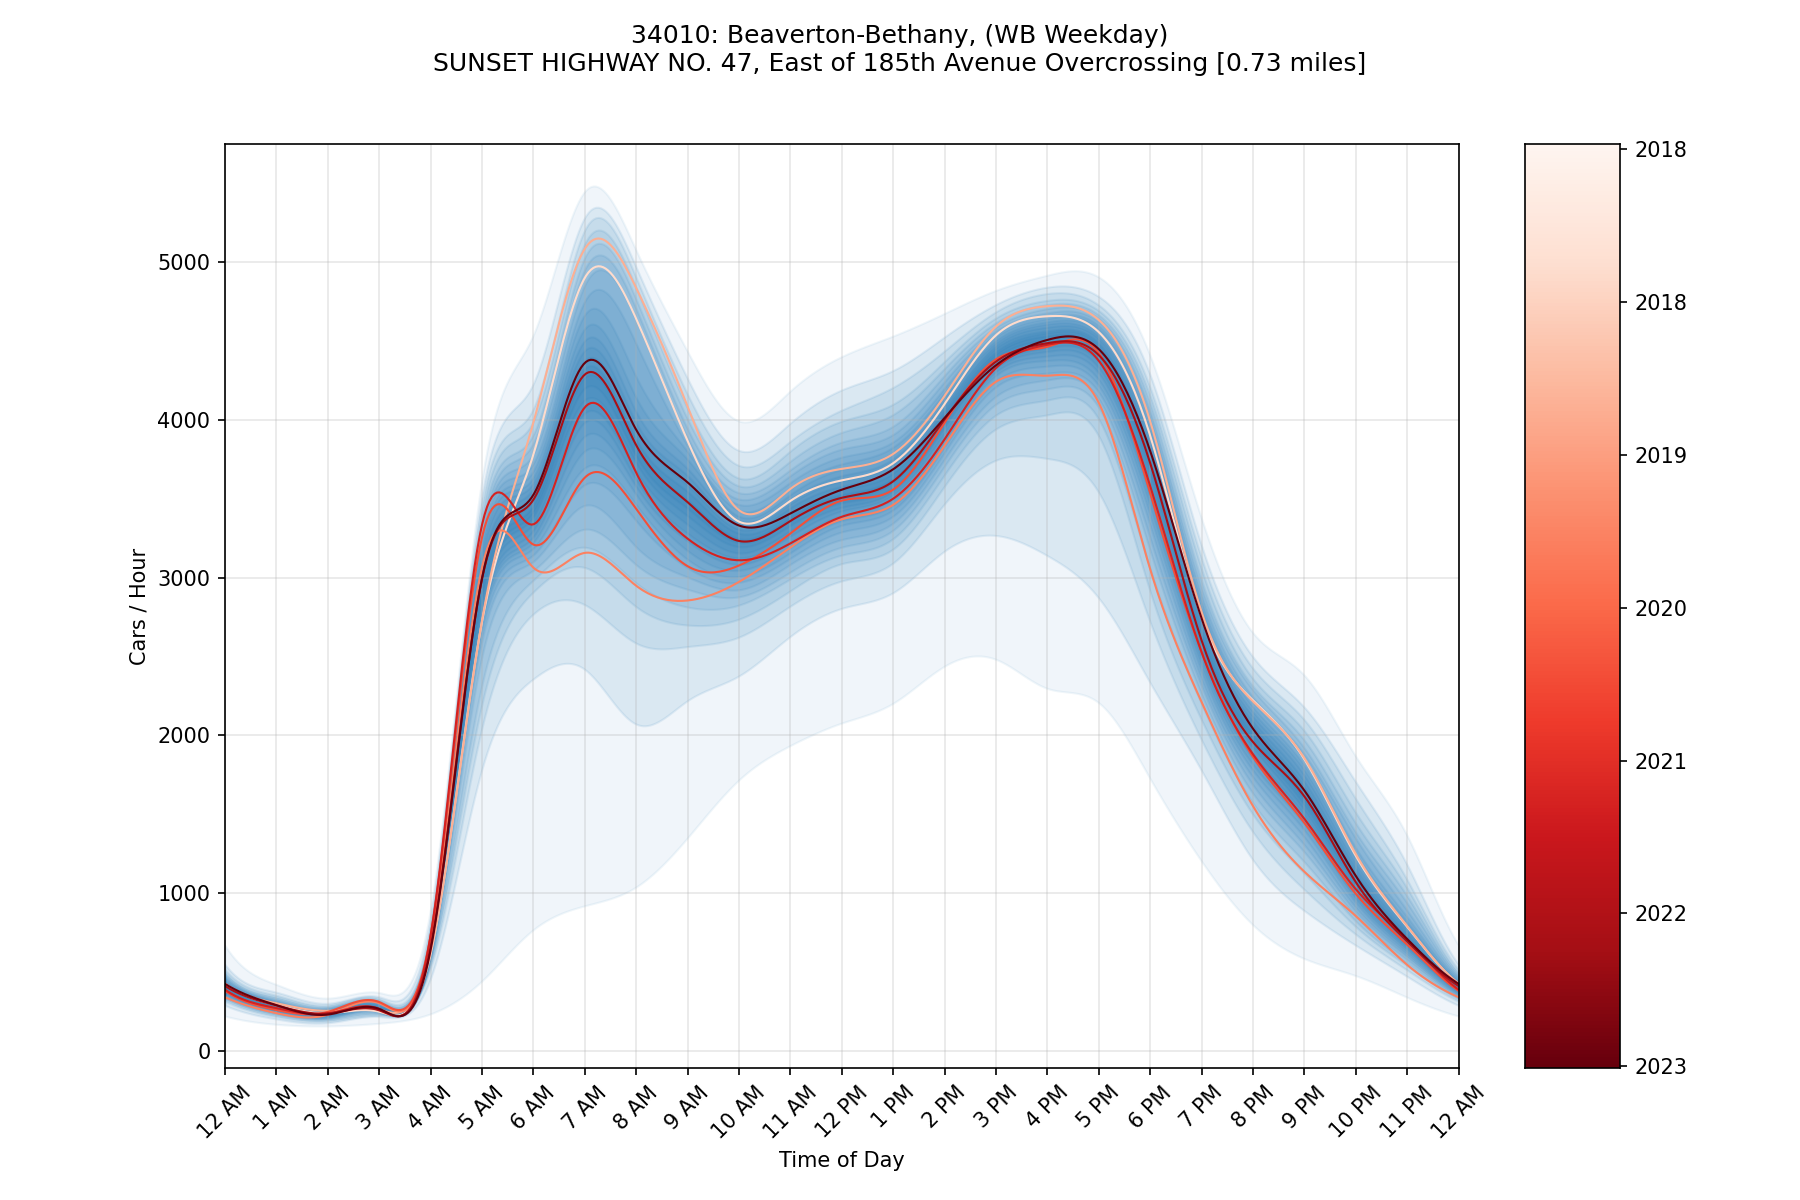 34010: Beaverton-Bethany, (WB Weekday)
SUNSET HIGHWAY NO. 47, East of 185th Avenue Overcrossing [0.73 miles]
Cars / Hour
5000
4000
3000
2000
1000
0
12 AM
1 AM
2 AM
3 AM
4 AM
5 AM
6 AM
7 AM
8 AM
9 AM
10 AM
11 AM
12 PM
1 PM
2 PM
3 PM
4 PM
5 PM
6 PM
7 PM
8 PM
9 PM
10 PM
11 PM
12 AM
Time of Day
2018
2018
2019
2020
2021
2022
2023